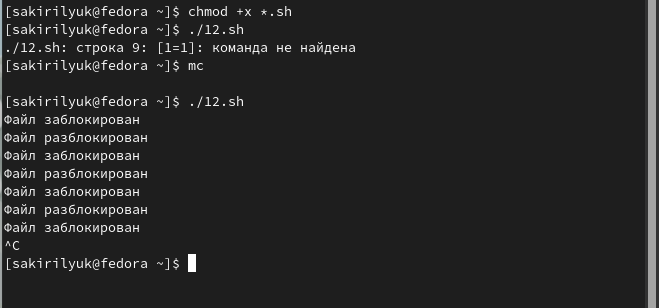 [sakirilyuk@fedora ~]$ chmod +x *.sh
[sakirilyuk@fedora ~]$ ./12.sh
./12.sh: строка 9: [1=1]: команда не найдена
[sakirilyuk@fedora ~]$ mc
[sakirilyuk@fedora ~]$ ./12.sh
Файл заблокирован
Файл разблокирован
Файл заблокирован
Файл разблокирован
Файл заблокирован
Файл разблокирован
Файл заблокирован
^C
[sakirilyuk@fedora ~]$